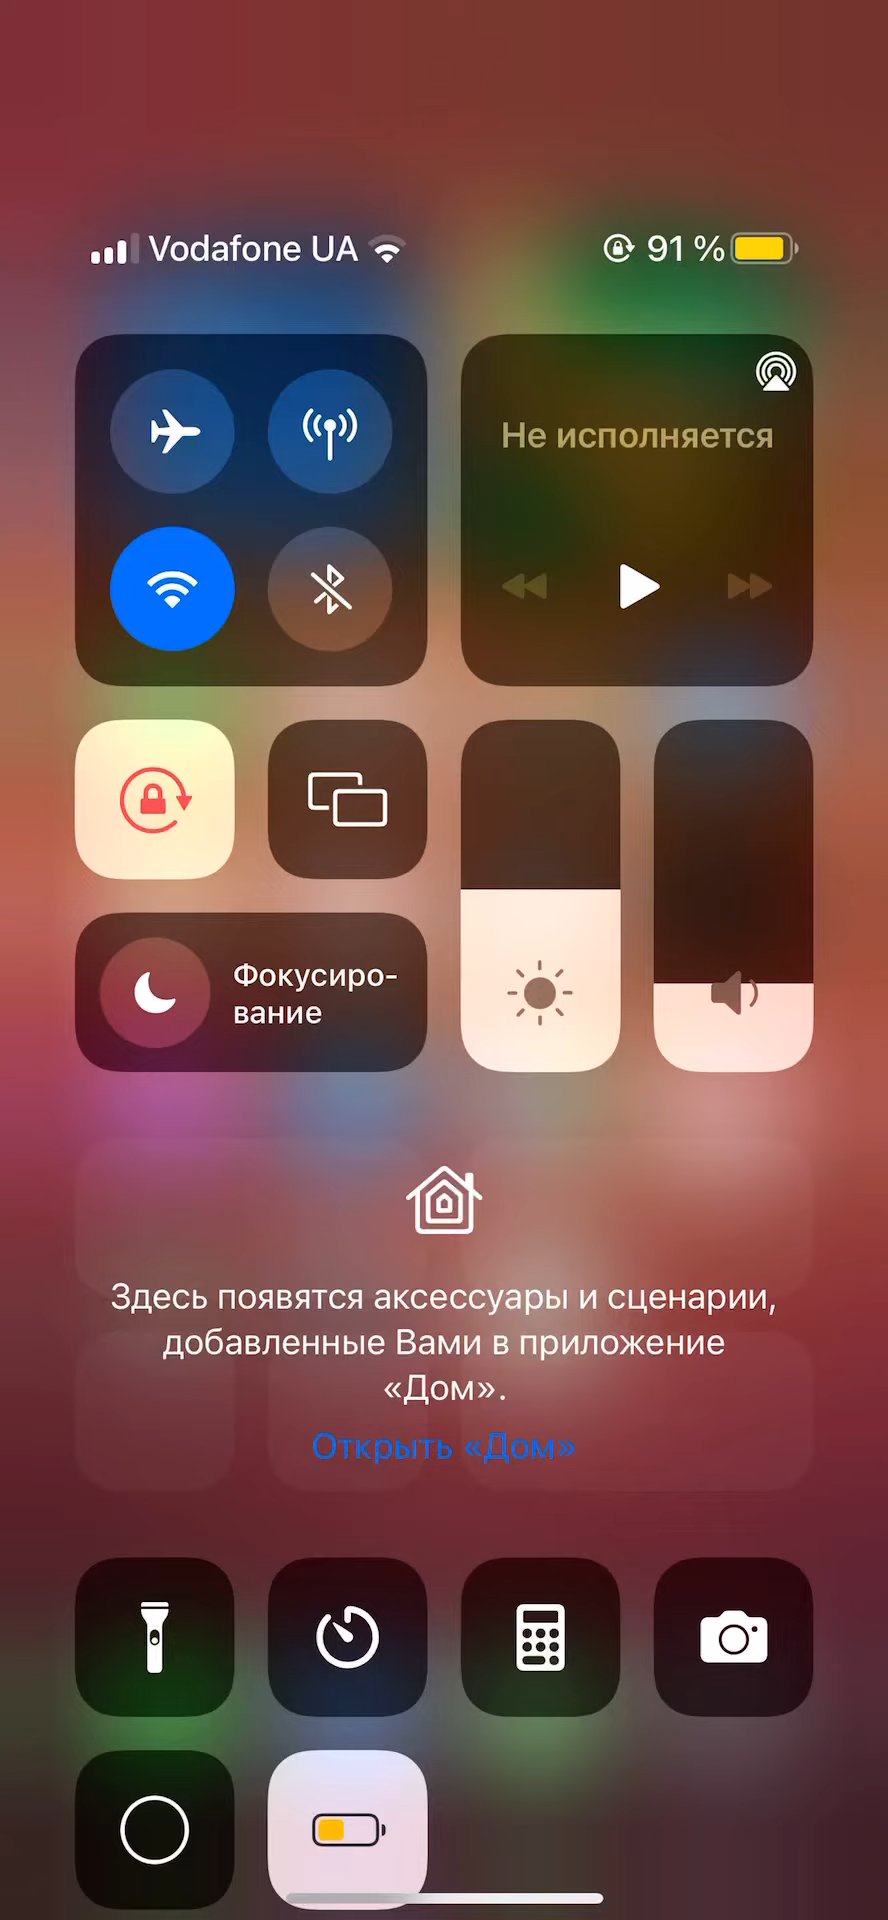 Vodafone UA 91 %
Не исполняется
Фокусиро-
вание
Здесь появятся аксессуары и сценарии,
добавленные Вами в приложение
«Дом».
Открыть «Дом»